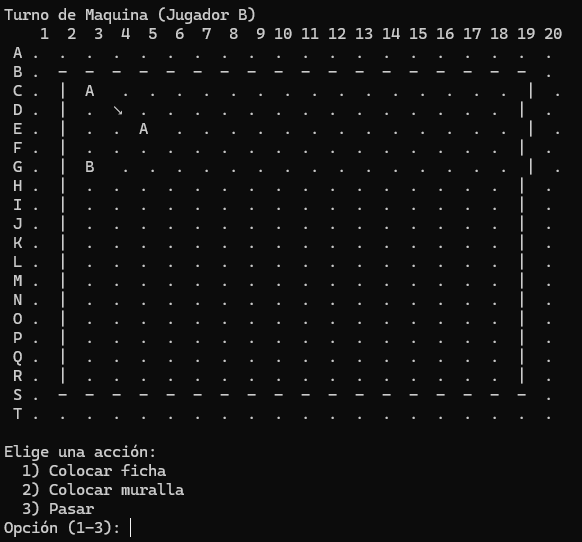 Turno de Maquina (Jugador B)
1 2 3 4 5 6 7 8 9 10 11 12 13 14 15 16 17 18 19 20
A . . . . . . . . . . . . . . . . . . . .
B . - - - - - - - - - - - - - - - - - - .
C . | A . . . . . . . . . . . . . . . | .
D . | . ↘ . . . . . . . . . . . . . . . | .
E . | . . A . . . . . . . . . . . . . | .
F . | . . . . . . . . . . . . . . . . | .
G . | B . . . . . . . . . . . . . . . | .
H . | . . . . . . . . . . . . . . . . | .
I . | . . . . . . . . . . . . . . . . | .
J . | . . . . . . . . . . . . . . . . | .
K . | . . . . . . . . . . . . . . . . | .
L . | . . . . . . . . . . . . . . . . | .
M . | . . . . . . . . . . . . . . . . | .
N . | . . . . . . . . . . . . . . . . | .
O . | . . . . . . . . . . . . . . . . | .
P . | . . . . . . . . . . . . . . . . | .
Q . | . . . . . . . . . . . . . . . . | .
R . | . . . . . . . . . . . . . . . . | .
S . - - - - - - - - - - - - - - - - - - .
T . . . . . . . . . . . . . . . . . . . .
Elige una acción:
1) Colocar ficha
2) Colocar muralla
3) Pasar
Opción (1-3):